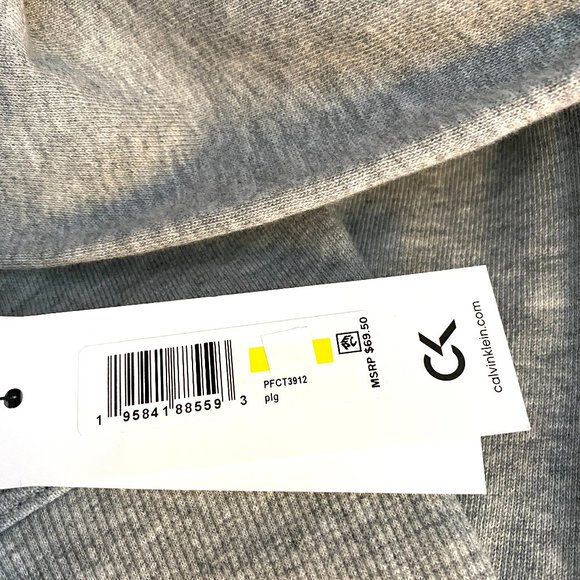 1 95841 88559 3
PFCT3912
plg
MSRP $69.50
CK
calvinklein.com